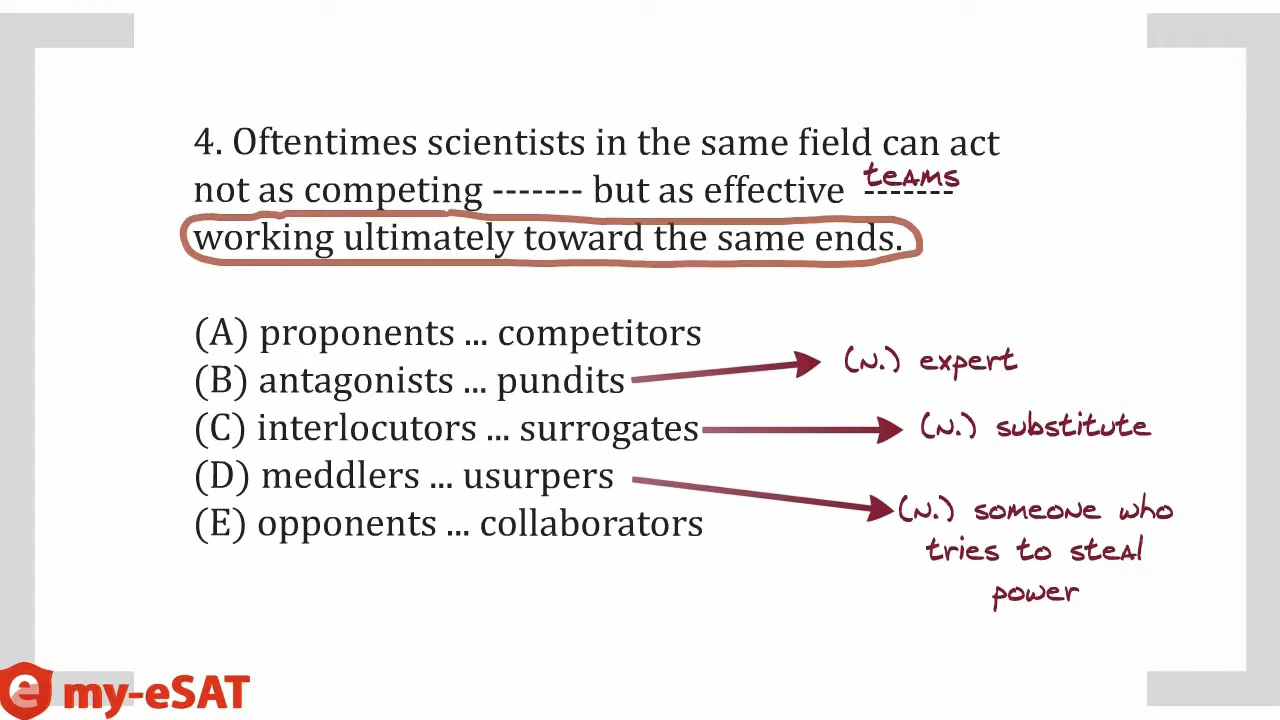 4. Oftentimes scientists in the same field can act
not as competing ------- but as effective -------
teams
working ultimately toward the same ends.
(A) proponents ... competitors
(B) antagonists ... pundits
(N.) expert
(C) interlocutors ... surrogates
(N.) substitute
(D) meddlers ... usurpers
(N.) someone who
tries to steal
power
(E) opponents ... collaborators
e my-eSAT